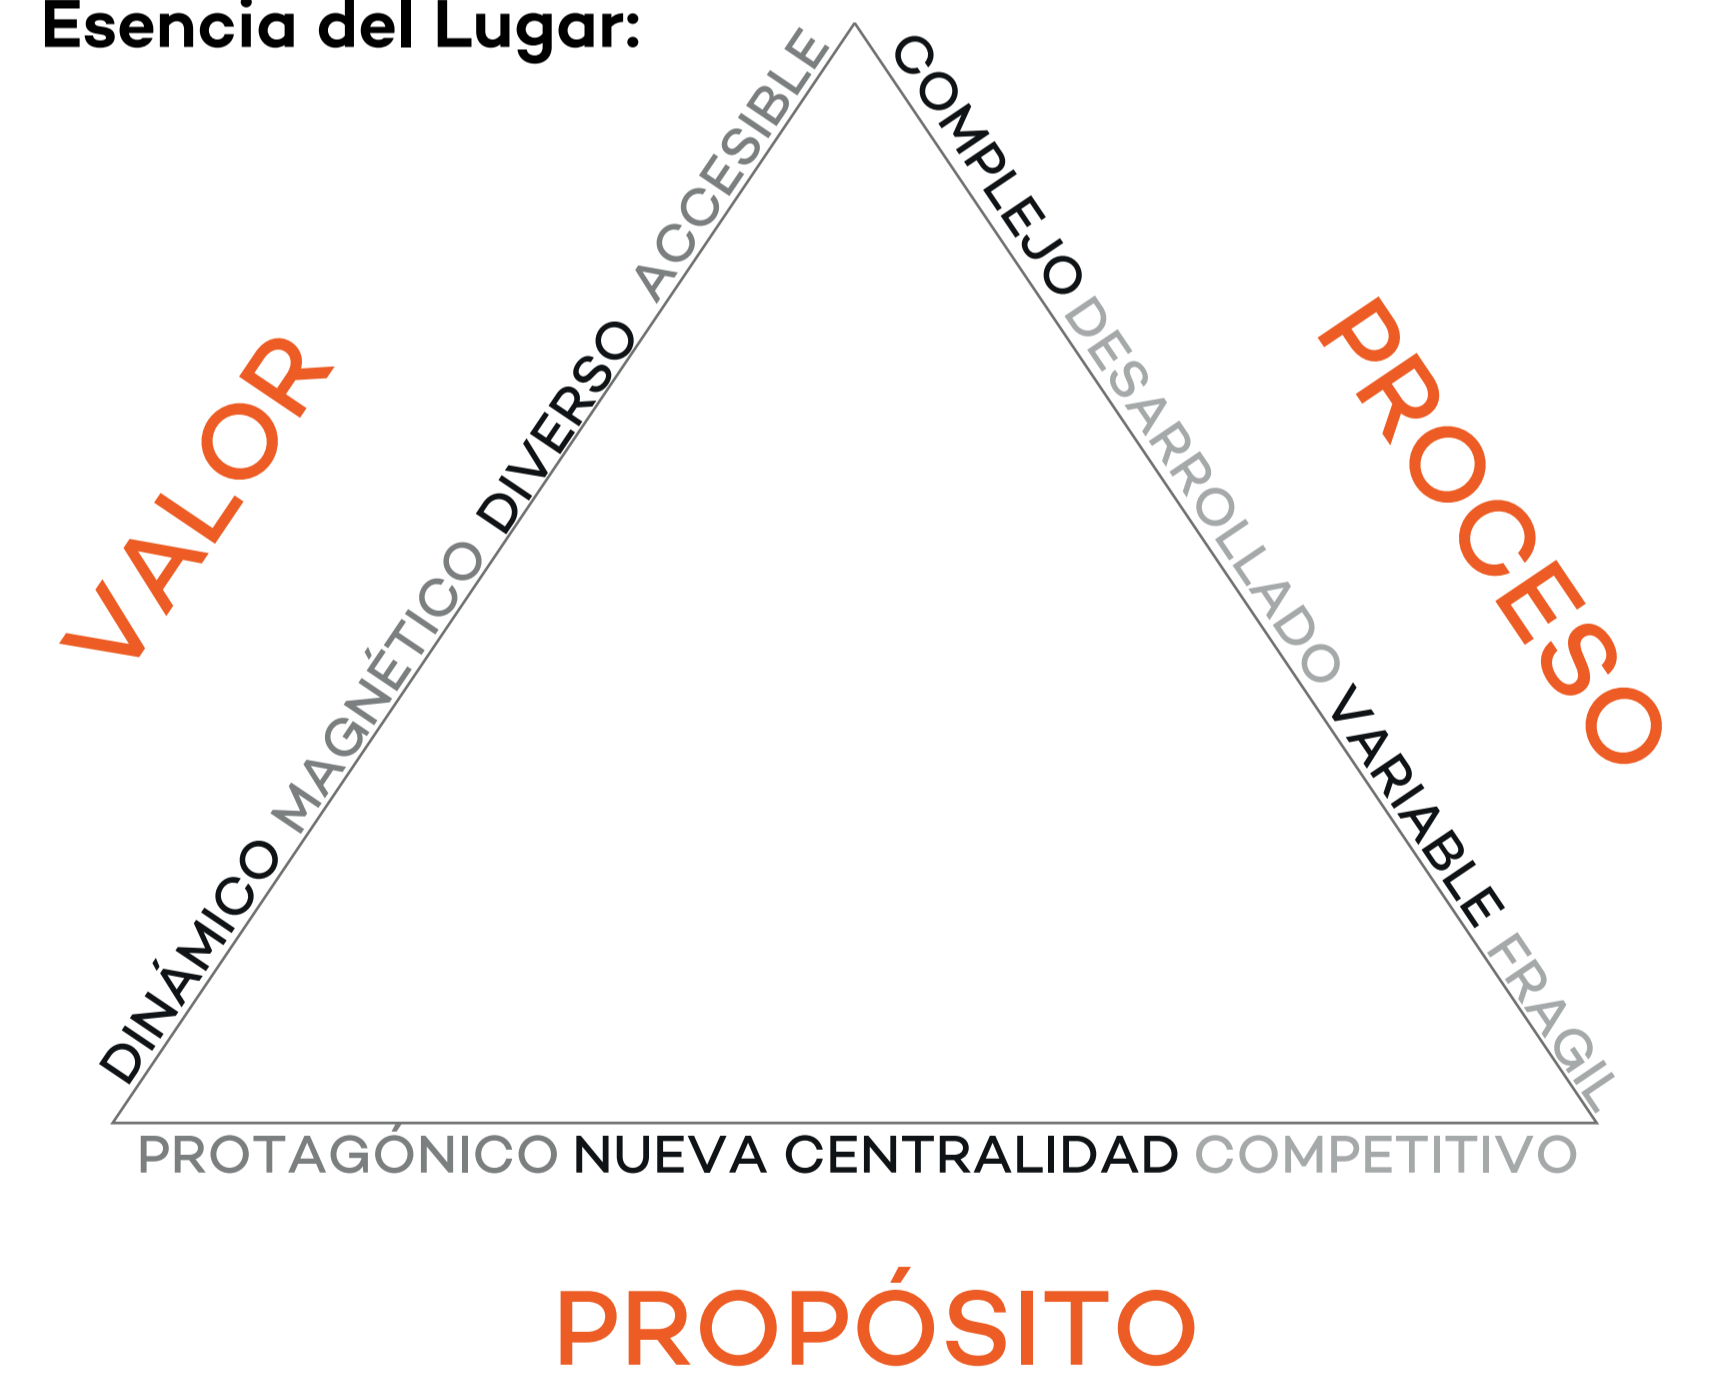 Esencia del Lugar:
VALOR
DINÁMICO MAGNÉTICO DIVERSO ACCESIBLE
COMPLEJO DESARROLLADO VARIABLE FRAGIL
PROCESO
PROTAGÓNICO NUEVA CENTRALIDAD COMPETITIVO
PROPÓSITO